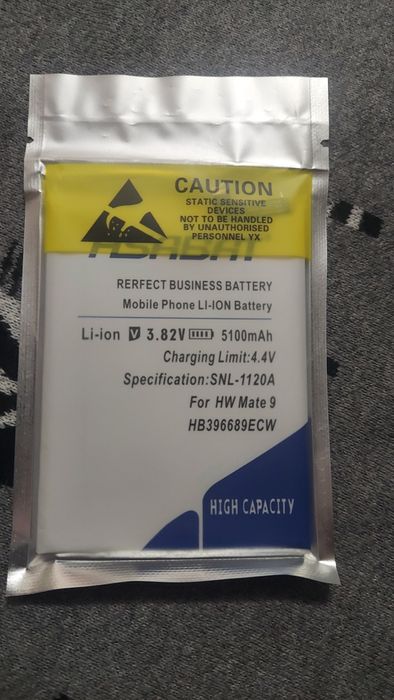 CAUTION
STATIC SENSITIVE
DEVICES
NOT TO BE HANDLED
BY UNAUTHORISED
PERSONNEL YX
ASABAT
RERFECT BUSINESS BATTERY
Mobile Phone LI-ION Battery
Li-ion V 3.82V 5100mAh
Charging Limit:4.4V
Specification:SNL-1120A
For HW Mate 9
HB396689ECW
HIGH CAPACITY